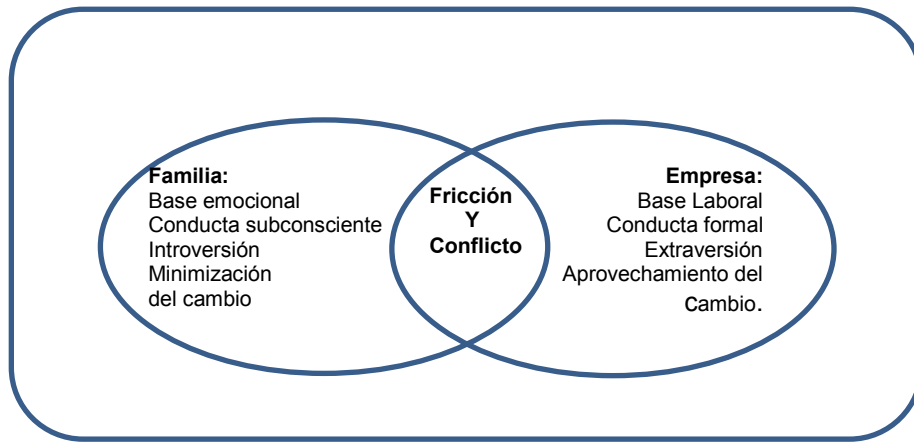 Familia:
Base emocional
Conducta subconsciente
Introversión
Minimización
del cambio
Fricción
Y
Conflicto
Empresa:
Base Laboral
Conducta formal
Extraversión
Aprovechamiento del
cambio.